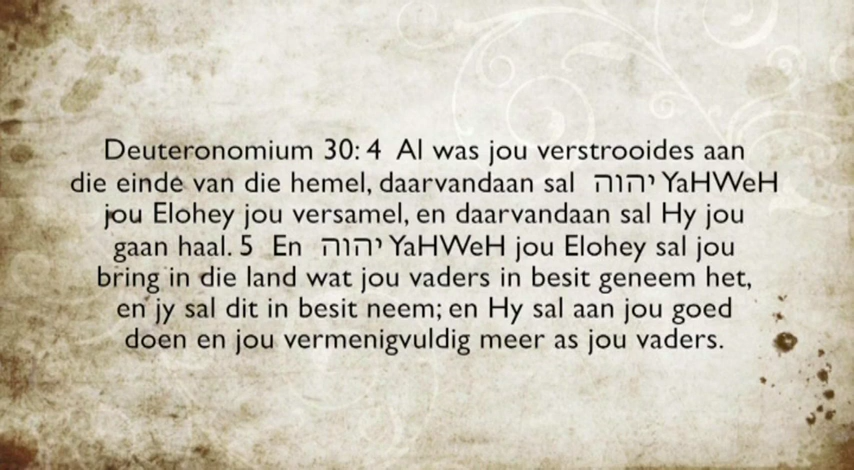 Deuteronomium 30: 4 Al was jou verstrooides aan
die einde van die hemel, daarvandaan sal יהוה YaHWeH
jou Elohey jou versamel, en daarvandaan sal Hy jou
gaan haal. 5 En יהוה YaHWeH jou Elohey sal jou
bring in die land wat jou vaders in besit geneem het,
en jy sal dit in besit neem; en Hy sal aan jou goed
doen en jou vermenigvuldig meer as jou vaders.